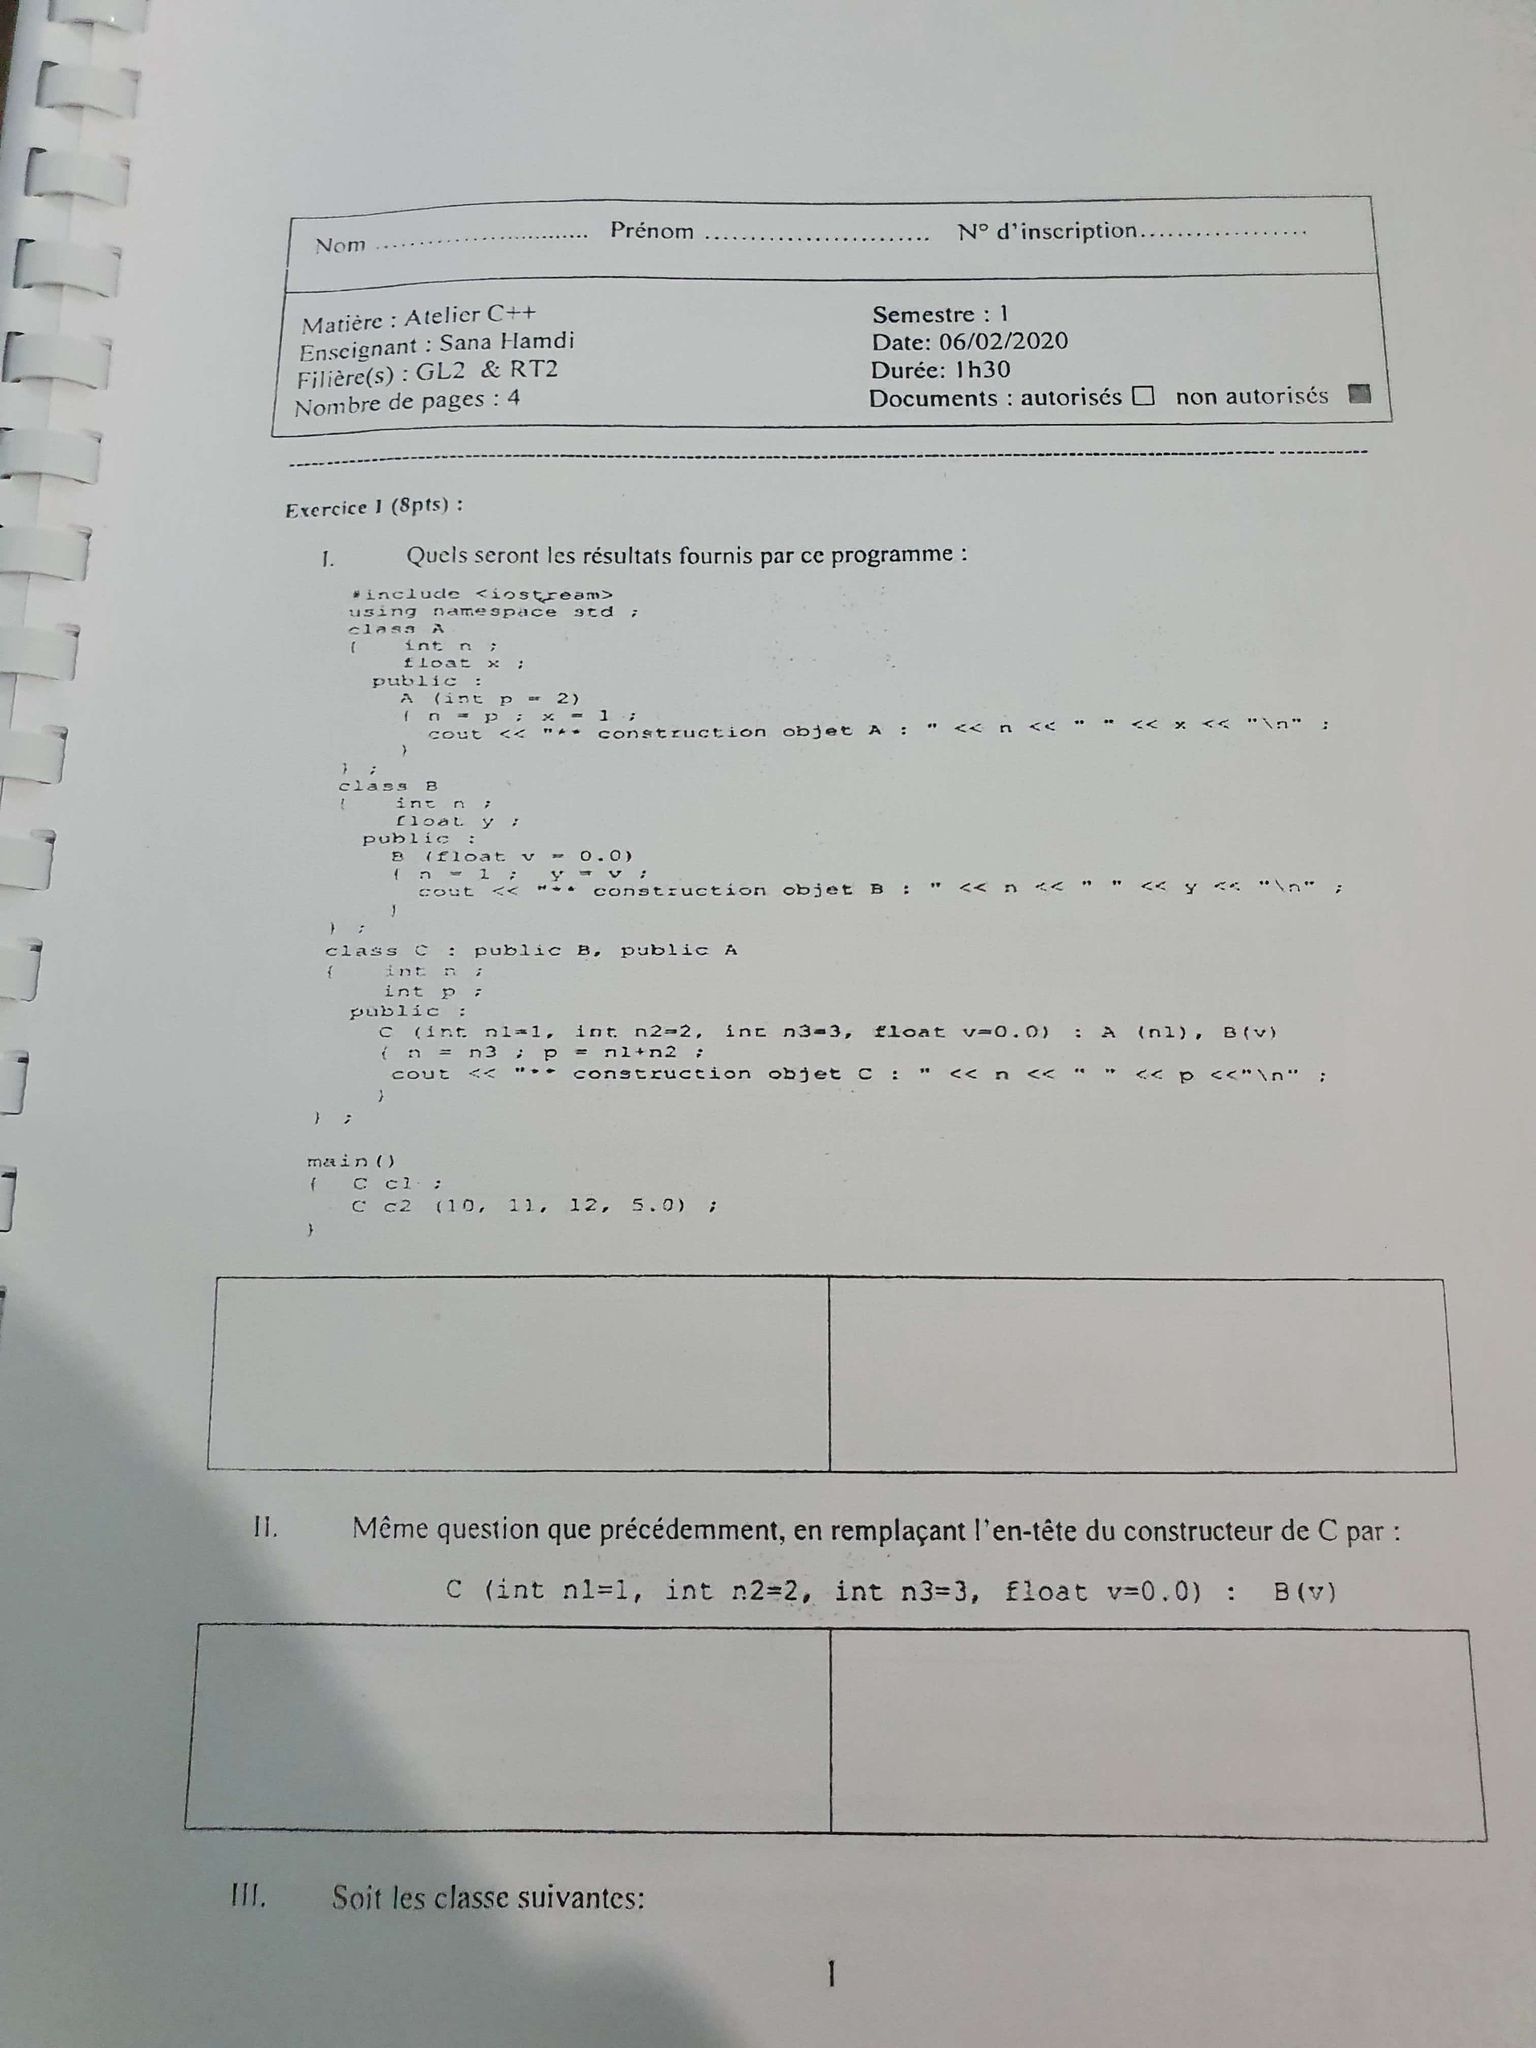 Nom ............................ Prénom ......................... N° d'inscription...................
Matière : Atelier C++
Enseignant : Sana Hamdi
Filière(s) : GL2 & RT2
Nombre de pages : 4
Semestre : 1
Date: 06/02/2020
Durée: 1h30
Documents : autorisés □ non autorisés ■
Exercice 1 (8pts) :
I. Quels seront les résultats fournis par ce programme :
#include <iostream>
using namespace std ;
class A
{ int n ;
float x ;
public :
A (int p = 2)
{ n = p ; x = 1 ;
cout << "** construction objet A : " << n << " " << x << "\n" ;
}
} ;
class B
{ int n ;
float y ;
public :
B (float v = 0.0)
{ n = 1 ; y = v ;
cout << "** construction objet B : " << n << " " << y << "\n" ;
}
} ;
class C : public B, public A
{ int n ;
int p ;
public :
C (int n1=1, int n2=2, int n3=3, float v=0.0) : A (n1), B(v)
{ n = n3 ; p = n1+n2 ;
cout << "** construction objet C : " << n << " " << p <<"\n" ;
}
} ;
main()
{ C c1 ;
C c2 (10, 11, 12, 5.0) ;
}
II. Même question que précédemment, en remplaçant l'en-tête du constructeur de C par :
C (int n1=1, int n2=2, int n3=3, float v=0.0) : B(v)
III. Soit les classe suivantes:
1